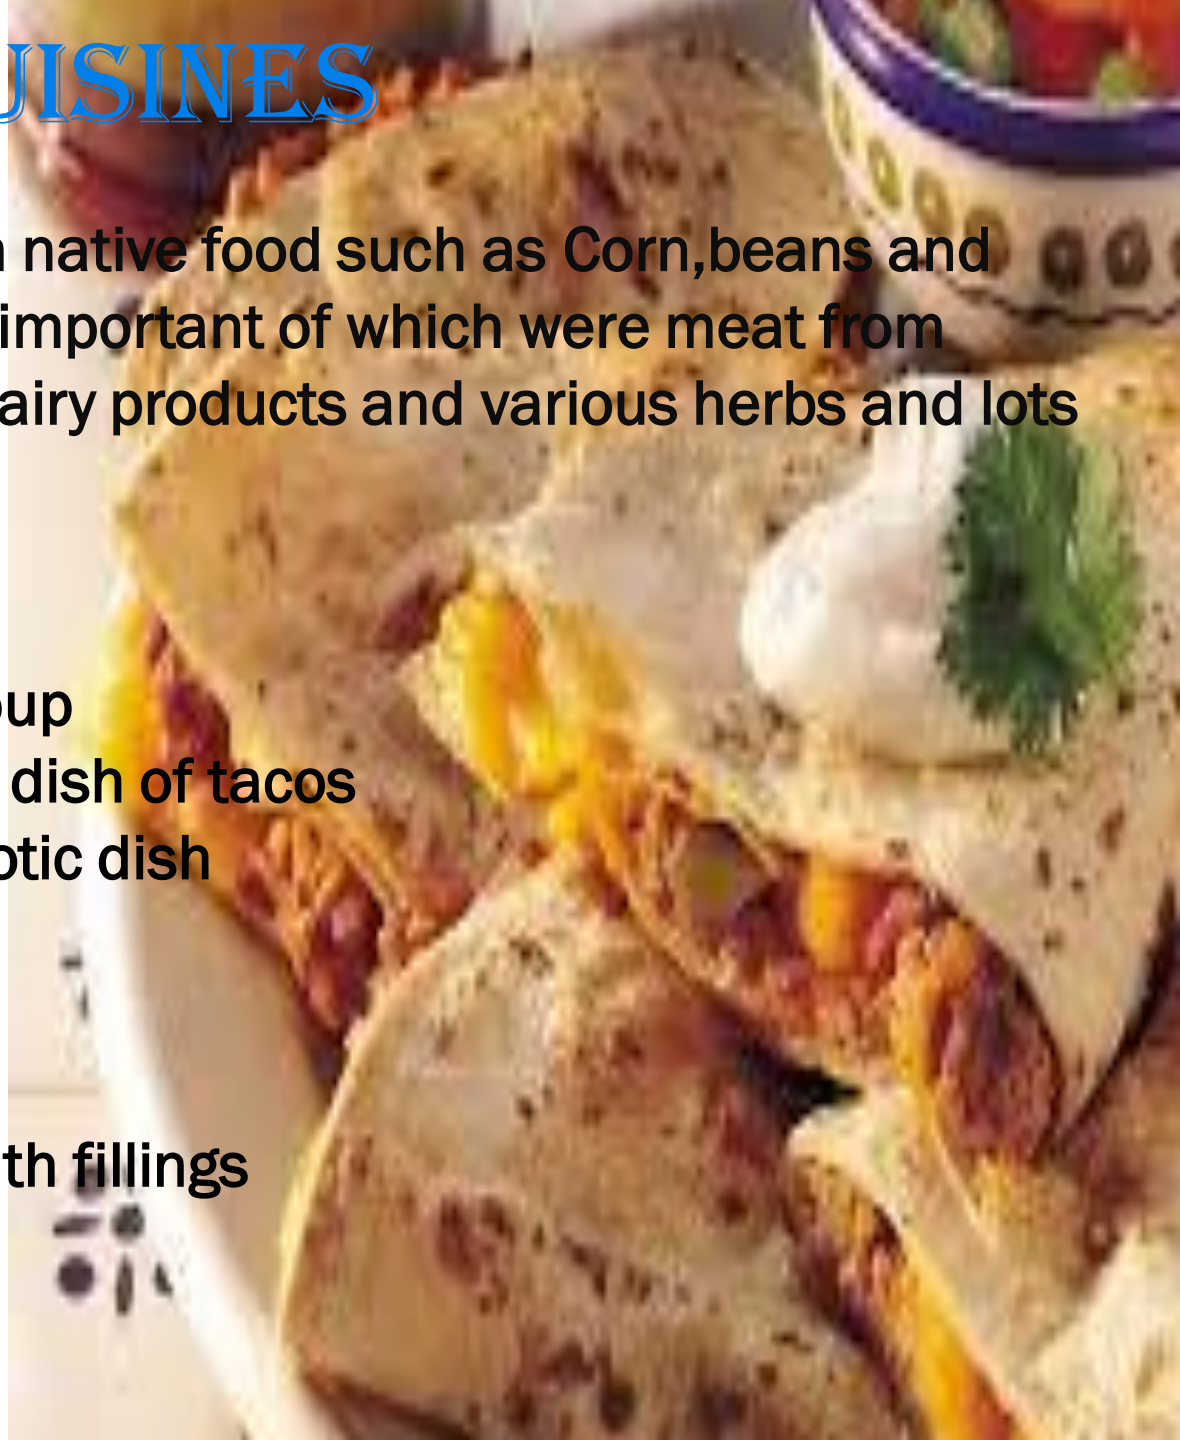 UISINES
native food such as Corn,beans and
important of which were meat from
airy products and various herbs and lots
oup
dish of tacos
otic dish
th fillings